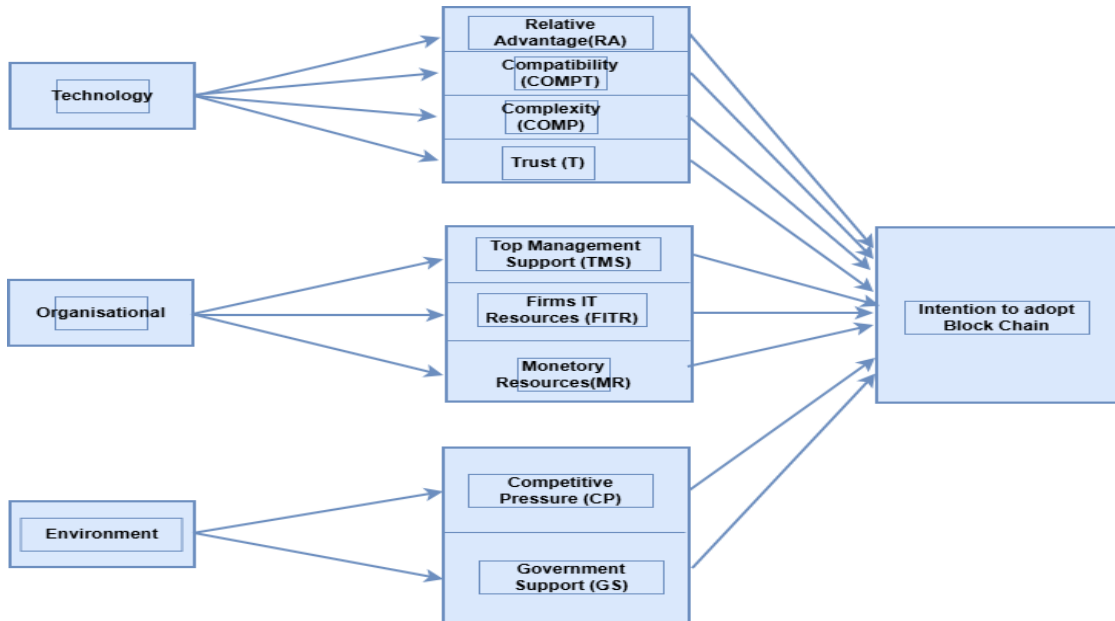 Relative
Advantage(RA)
Compatibility
(COMPT)
Technology
Complexity
(COMP)
Trust (T)
Top Management
Support (TMS)
Organisational
Firms IT
Resources (FITR)
Monetory
Resources(MR)
Intention to adopt
Block Chain
Competitive
Pressure (CP)
Environment
Government
Support (GS)